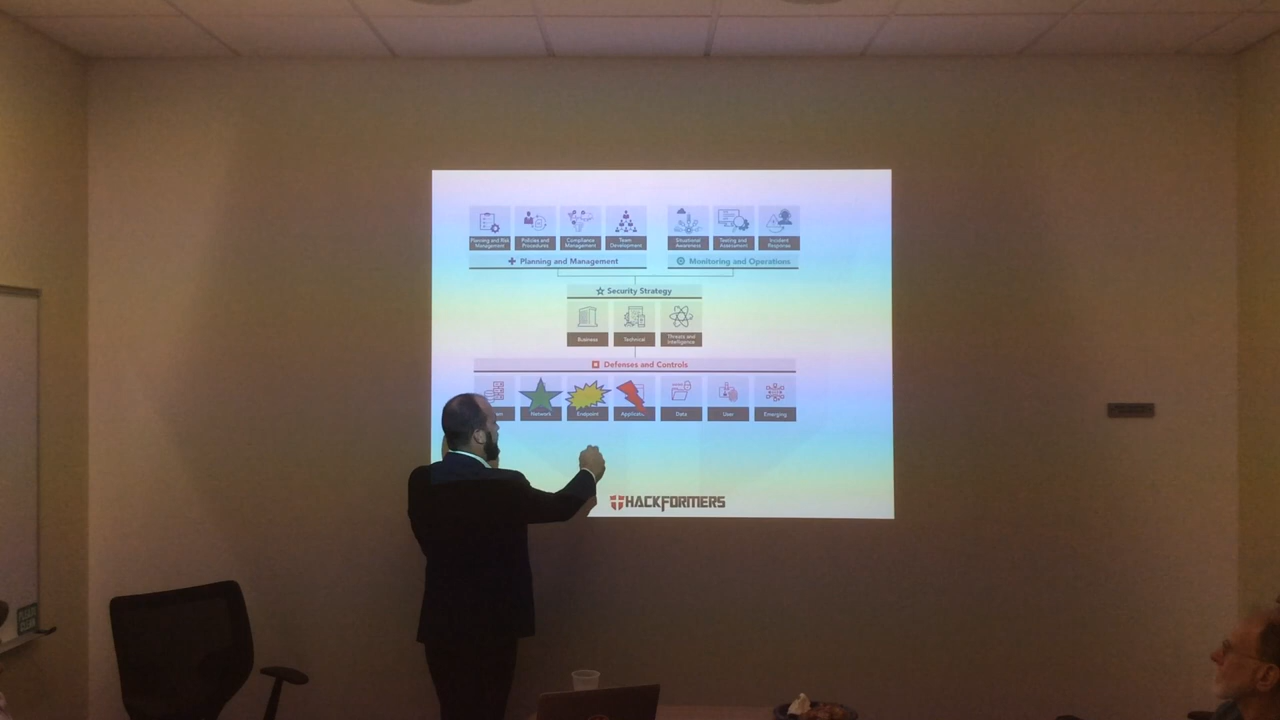 Planning and Risk
Management
Policies and
Procedures
Compliance
Management
Team
Development
Situational
Awareness
Testing and
Assessment
Incident
Response
Planning and Management
Monitoring and Operations
Security Strategy
Business
Technical
Threats and
Intelligence
Defenses and Controls
Network
Endpoint
Data
User
Emerging
HACKFORMERS